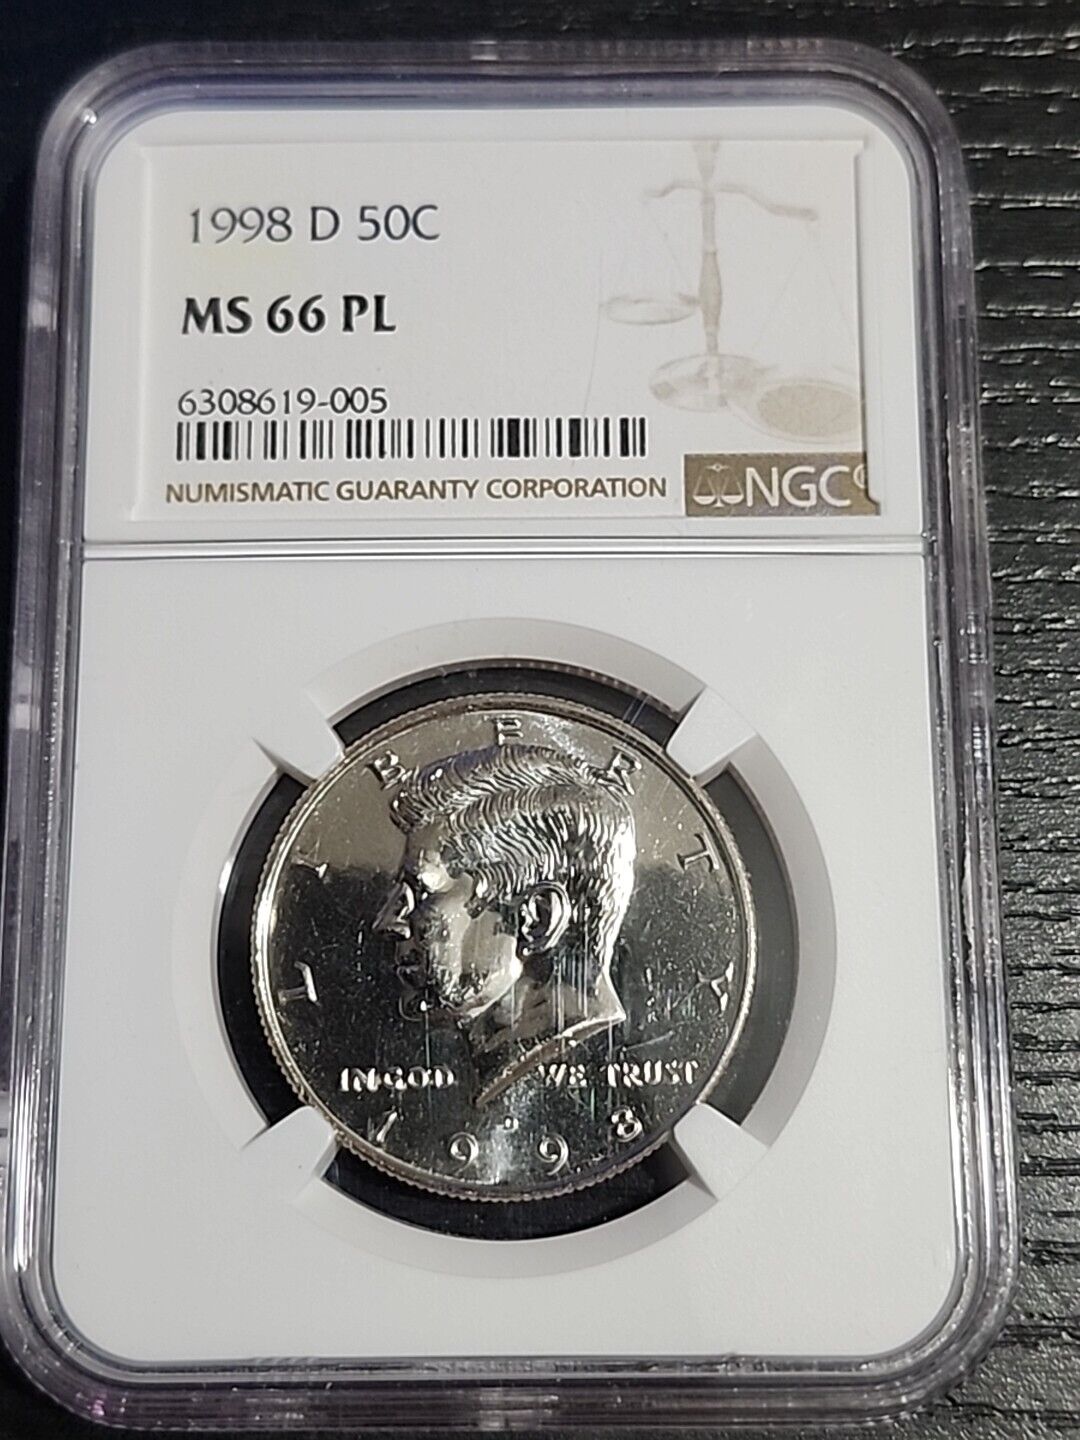 1998 D 50C
MS 66 PL
6308619-005
NUMISMATIC GUARANTY CORPORATION
NGC
LIBERTY
IN GOD WE TRUST
1998